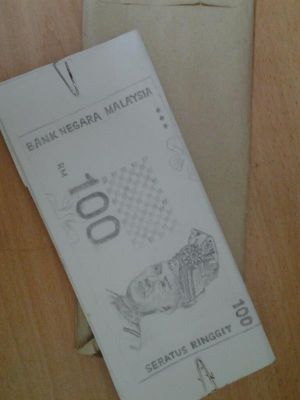 BANK NEGARA MALAYSIA
RM
100
100
SERATUS RINGGIT